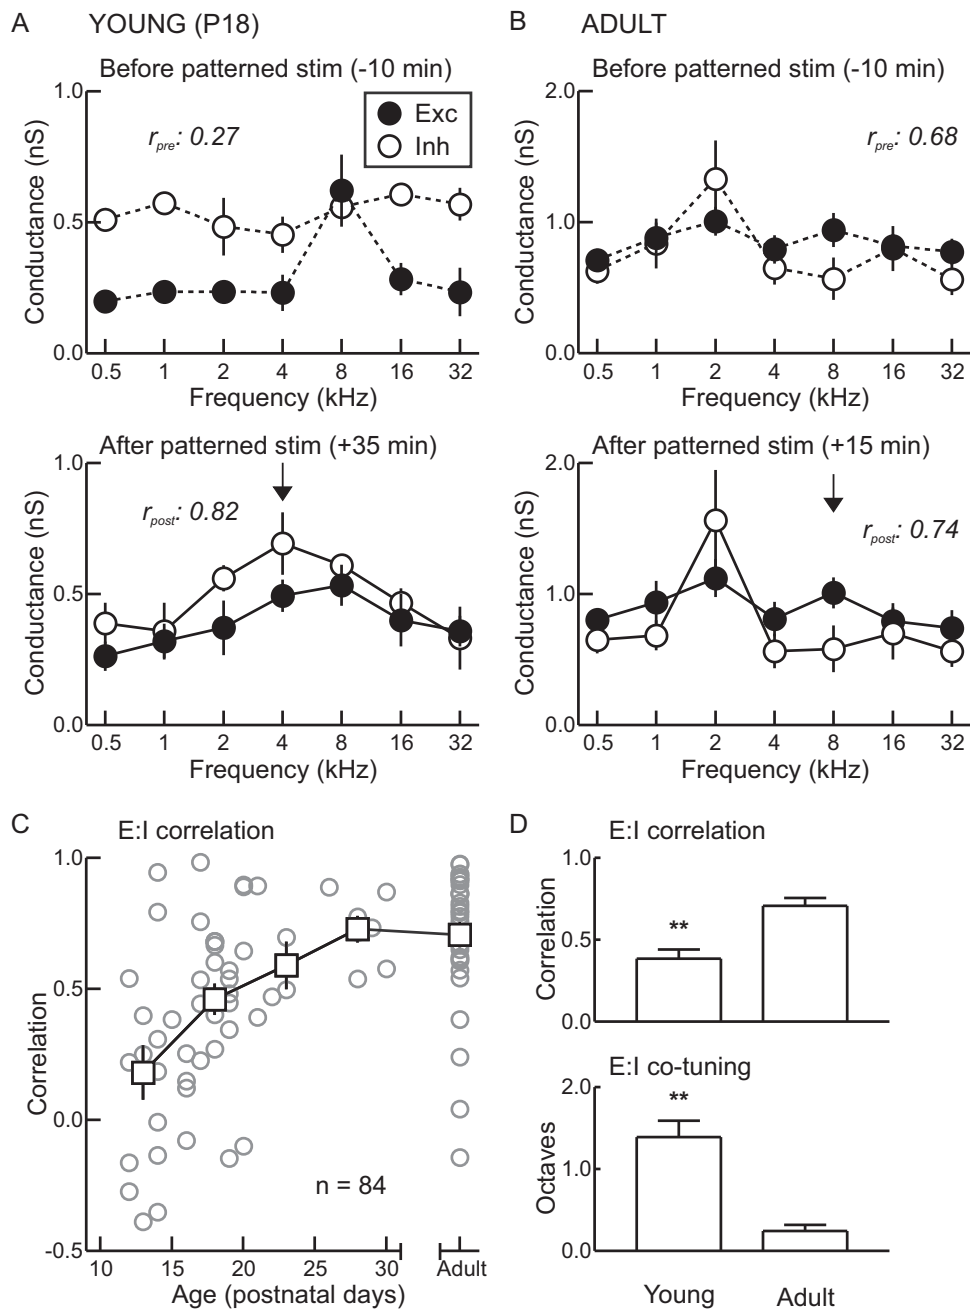 A YOUNG (P18)
Before patterned stim (-10 min)
1.0
0.5
0.0
Conductance (nS)
r_pre: 0.27
Exc
Inh
0.5 1 2 4 8 16 32
Frequency (kHz)
After patterned stim (+35 min)
1.0
0.5
0.0
Conductance (nS)
r_post: 0.82
0.5 1 2 4 8 16 32
Frequency (kHz)
B ADULT
Before patterned stim (-10 min)
2.0
1.0
0.0
Conductance (nS)
r_pre: 0.68
0.5 1 2 4 8 16 32
Frequency (kHz)
After patterned stim (+15 min)
2.0
1.0
0.0
Conductance (nS)
r_post: 0.74
0.5 1 2 4 8 16 32
Frequency (kHz)
C E:I correlation
1.0
0.5
0.0
-0.5
Correlation
n = 84
10 15 20 25 30 Adult
Age (postnatal days)
D E:I correlation
1.0
0.5
0.0
Correlation
**
E:I co-tuning
2.0
1.0
0.0
Octaves
**
Young Adult